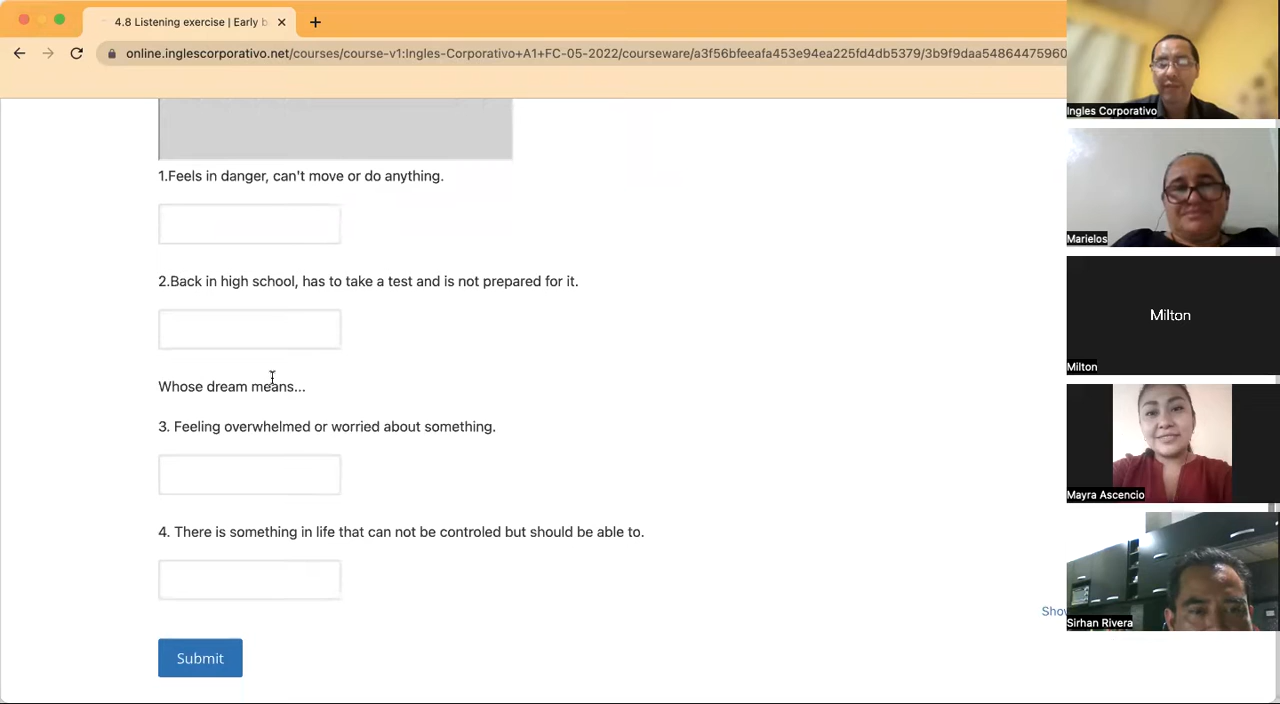 4.8 Listening exercise | Early b
online.inglescorporativo.net/courses/course-v1:Ingles-Corporativo+A1+FC-05-2022/courseware/a3f56bfeeafa453e94ea225fd4db5379/3b9f9daa54864475960
Ingles Corporativo
1.Feels in danger, can't move or do anything.
Marielos
2.Back in high school, has to take a test and is not prepared for it.
Milton
Milton
Whose dream means...
3. Feeling overwhelmed or worried about something.
Mayra Ascencio
4. There is something in life that can not be controled but should be able to.
Sho
Sirhan Rivera
Submit